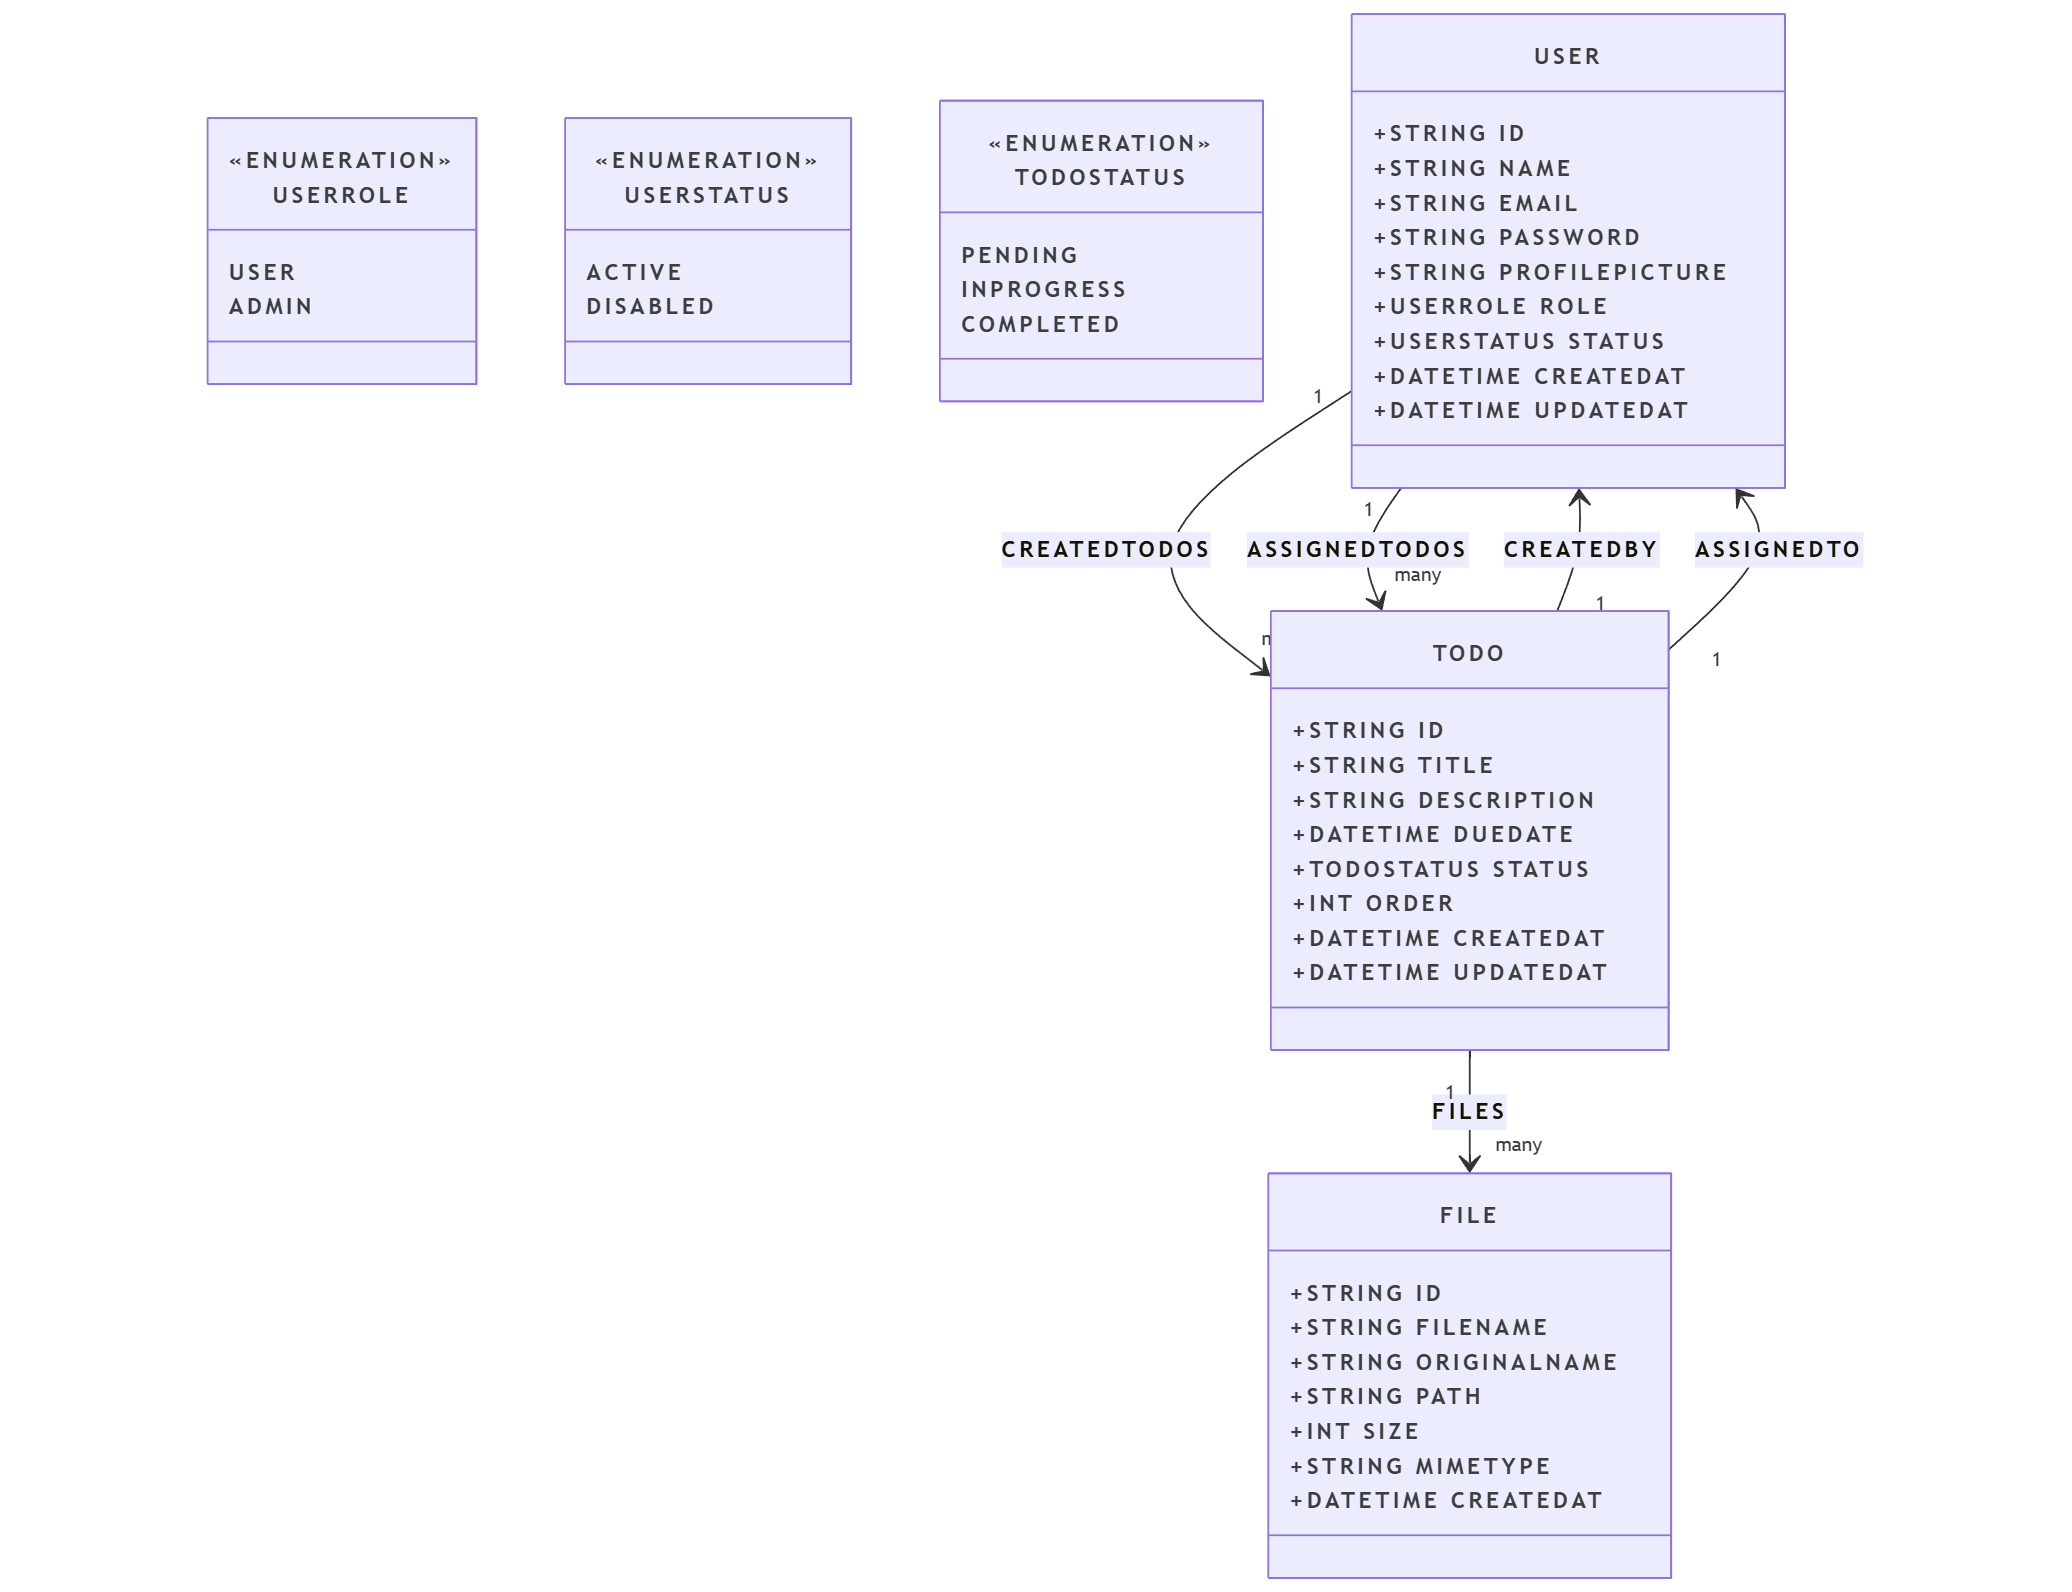 «ENUMERATION»
USERROLE
USER
ADMIN
«ENUMERATION»
USERSTATUS
ACTIVE
DISABLED
«ENUMERATION»
TODOSTATUS
PENDING
INPROGRESS
COMPLETED
USER
+STRING ID
+STRING NAME
+STRING EMAIL
+STRING PASSWORD
+STRING PROFILEPICTURE
+USERROLE ROLE
+USERSTATUS STATUS
+DATETIME CREATEDAT
+DATETIME UPDATEDAT
1
1
CREATEDTODOS
ASSIGNEDTODOS
CREATEDBY
ASSIGNEDTO
many
1
1
TODO
+STRING ID
+STRING TITLE
+STRING DESCRIPTION
+DATETIME DUEDATE
+TODOSTATUS STATUS
+INT ORDER
+DATETIME CREATEDAT
+DATETIME UPDATEDAT
1
FILES
many
FILE
+STRING ID
+STRING FILENAME
+STRING ORIGINALNAME
+STRING PATH
+INT SIZE
+STRING MIMETYPE
+DATETIME CREATEDAT